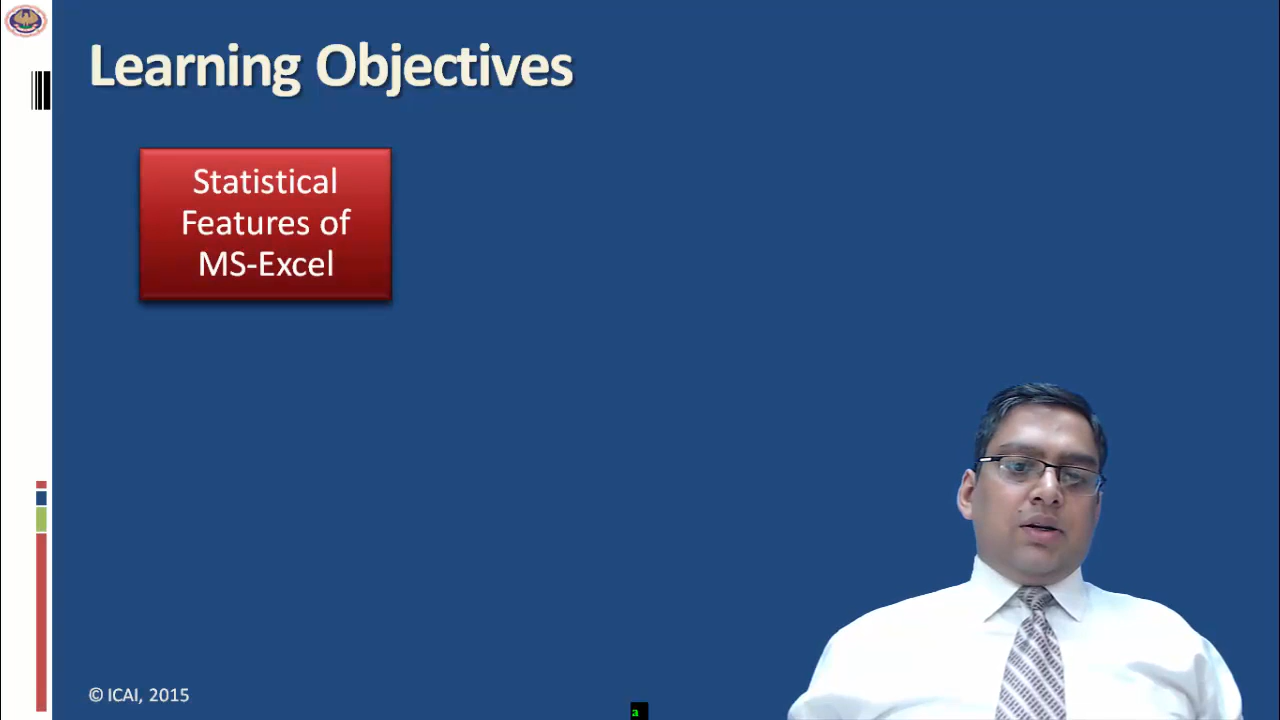 Learning Objectives
Statistical
Features of
MS-Excel
© ICAI, 2015
a